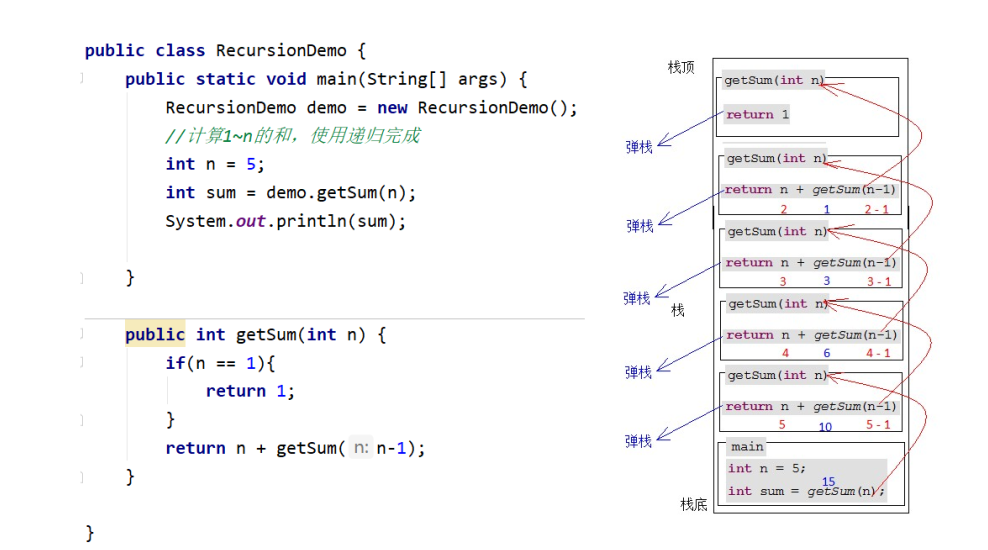 public class RecursionDemo {
public static void main(String[] args) {
RecursionDemo demo = new RecursionDemo();
//计算1~n的和，使用递归完成
int n = 5;
int sum = demo.getSum(n);
System.out.println(sum);
}
public int getSum(int n) {
if(n == 1){
return 1;
}
return n + getSum( n: n-1);
}
}
栈顶
getSum(int n)
return 1
弹栈
getSum(int n)
return n + getSum(n-1)
2 1 2 - 1
弹栈
getSum(int n)
return n + getSum(n-1)
3 3 3 - 1
弹栈
栈
getSum(int n)
return n + getSum(n-1)
4 6 4 - 1
弹栈
getSum(int n)
return n + getSum(n-1)
5 10 5 - 1
弹栈
main
int n = 5;
15
int sum = getSum(n);
栈底